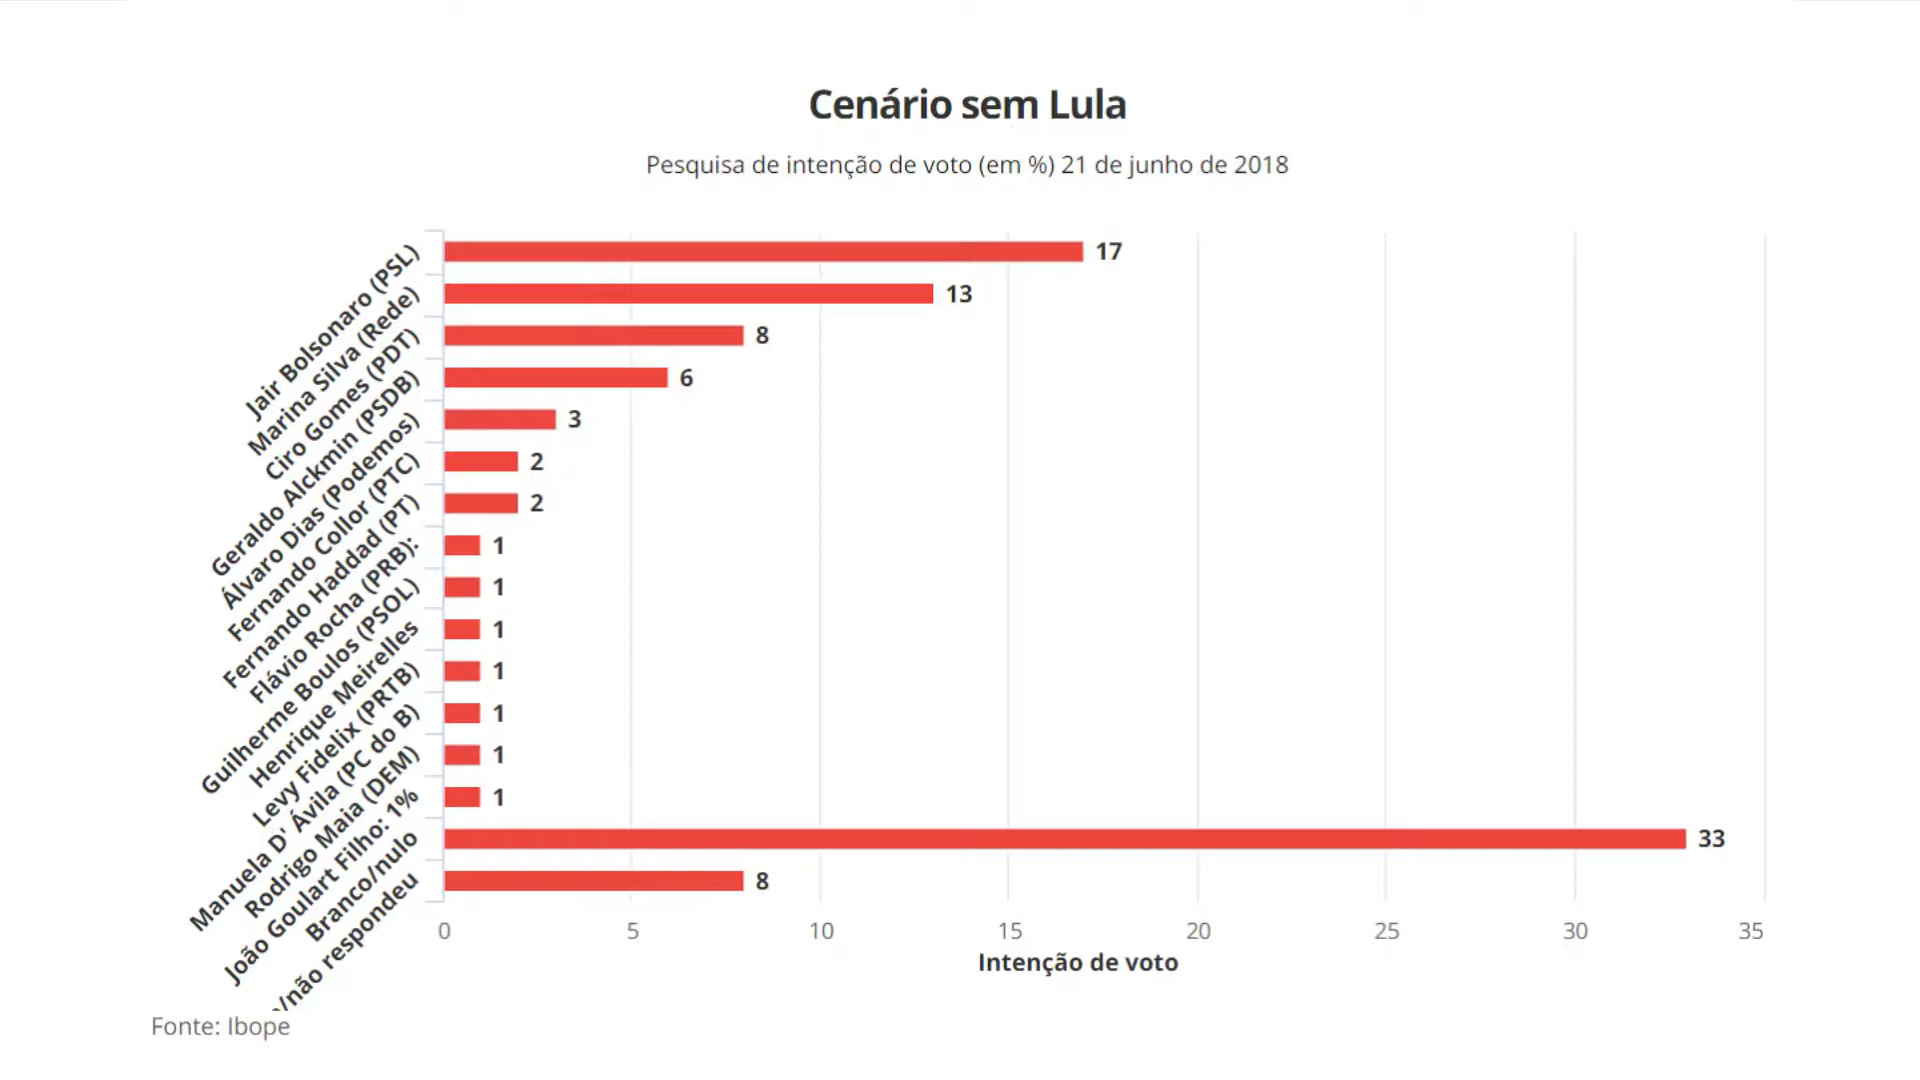 Cenário sem Lula
Pesquisa de intenção de voto (em %) 21 de junho de 2018
Jair Bolsonaro (PSL)
17
Marina Silva (Rede)
13
Ciro Gomes (PDT)
8
Geraldo Alckmin (PSDB)
6
Álvaro Dias (Podemos)
3
Fernando Collor (PTC)
2
Fernando Haddad (PT)
2
Flávio Rocha (PRB):
1
Guilherme Boulos (PSOL)
1
Henrique Meirelles
1
Levy Fidelix (PRTB)
1
Manuela D' Ávila (PC do B)
1
Rodrigo Maia (DEM)
1
João Goulart Filho: 1%
1
Branco/nulo
33
/não respondeu
8
0 5 10 15 20 25 30 35
Intenção de voto
Fonte: Ibope